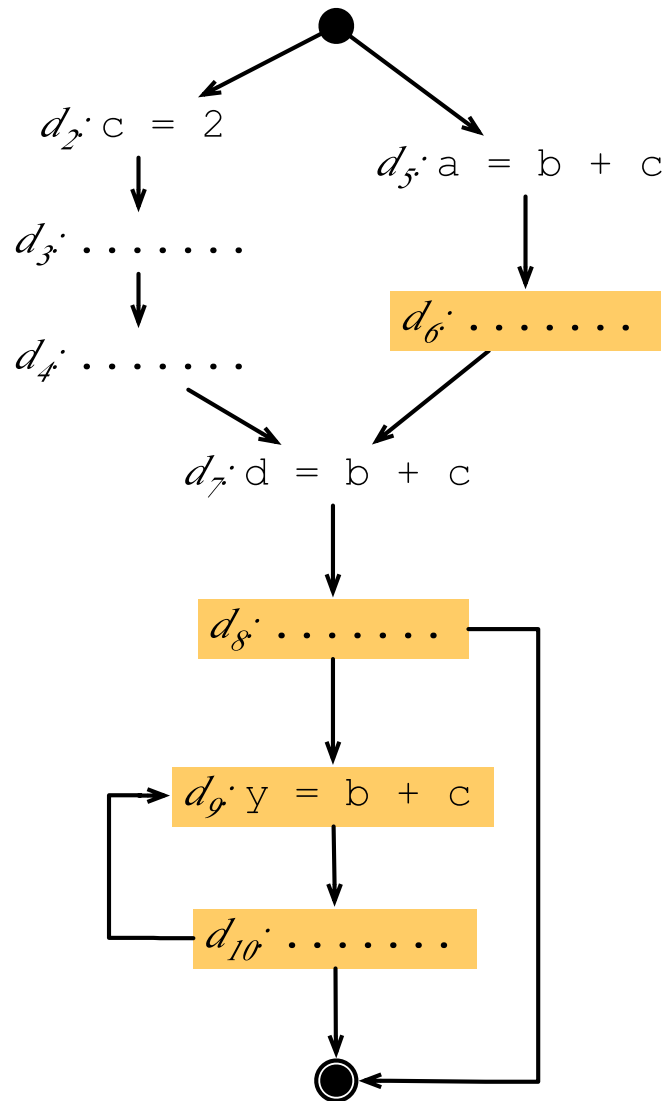 d2: c = 2
d5: a = b + c
d3: . . . . . . .
d6: . . . . . . .
d4: . . . . . . .
d7: d = b + c
d8: . . . . . . .
d9: y = b + c
d10: . . . . . . .